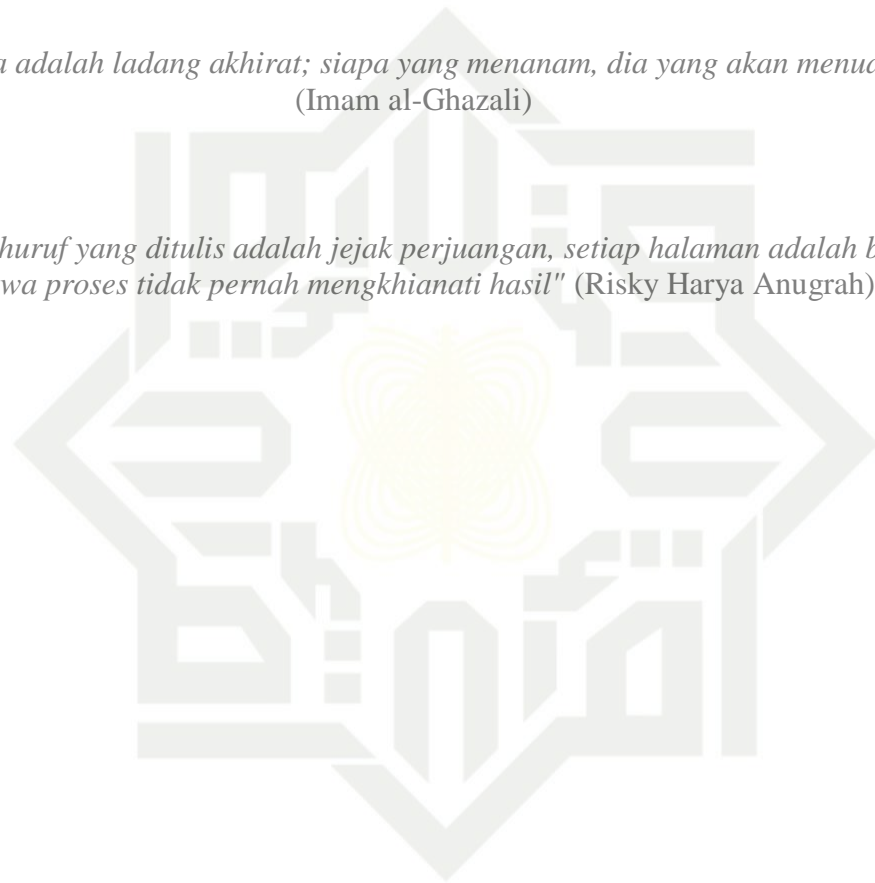 adalah ladang akhirat; siapa yang menanam, dia yang akan
(Imam al-Ghazali)
huruf yang ditulis adalah jejak perjuangan, setiap halaman adalah
proses tidak pernah mengkhianati hasil" (Risky Harya Anugrah)